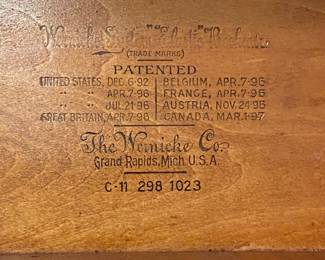 Wernicke System "Elastic" Bookcase
(TRADE MARKS)
PATENTED
UNITED STATES, DEC. 6-92 | BELGIUM, APR. 7-96
" " APR. 7-96 | FRANCE, APR. 7-96
" " JUL. 21-96 | AUSTRIA, NOV. 24-96
GREAT BRITAIN, APR. 7-96 | CANADA, MAR. 1-97
The Wernicke Co.
Grand Rapids, Mich. U.S.A.
C-11 298 1023